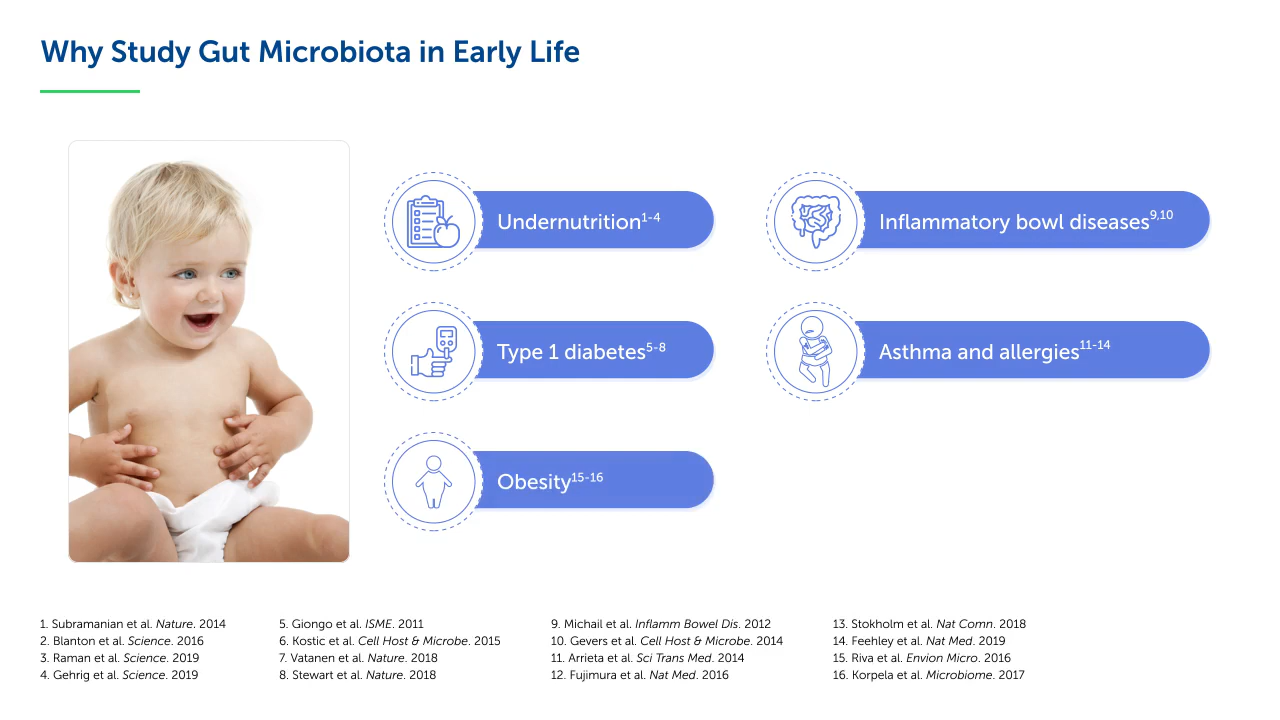 Why Study Gut Microbiota in Early Life
Undernutrition1-4
Inflammatory bowl diseases9,10
Type 1 diabetes5-8
Asthma and allergies11-14
Obesity15-16
1. Subramanian et al. Nature. 2014
2. Blanton et al. Science. 2016
3. Raman et al. Science. 2019
4. Gehrig et al. Science. 2019
5. Giongo et al. ISME. 2011
6. Kostic et al. Cell Host & Microbe. 2015
7. Vatanen et al. Nature. 2018
8. Stewart et al. Nature. 2018
9. Michail et al. Inflamm Bowel Dis. 2012
10. Gevers et al. Cell Host & Microbe. 2014
11. Arrieta et al. Sci Trans Med. 2014
12. Fujimura et al. Nat Med. 2016
13. Stokholm et al. Nat Comn. 2018
14. Feehley et al. Nat Med. 2019
15. Riva et al. Envion Micro. 2016
16. Korpela et al. Microbiome. 2017